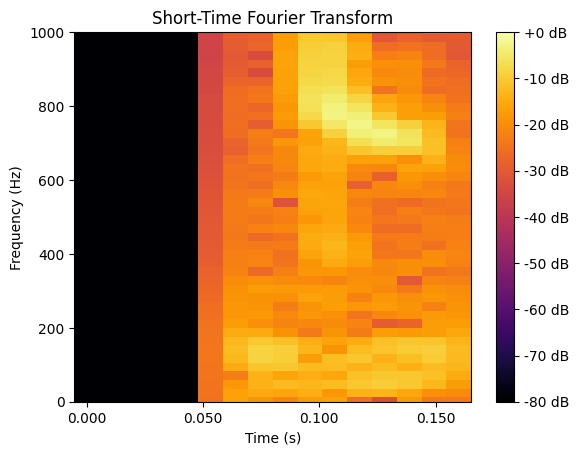 Short-Time Fourier Transform
1000
800
600
400
200
0
Frequency (Hz)
0.000
0.050
0.100
0.150
Time (s)
+0 dB
-10 dB
-20 dB
-30 dB
-40 dB
-50 dB
-60 dB
-70 dB
-80 dB